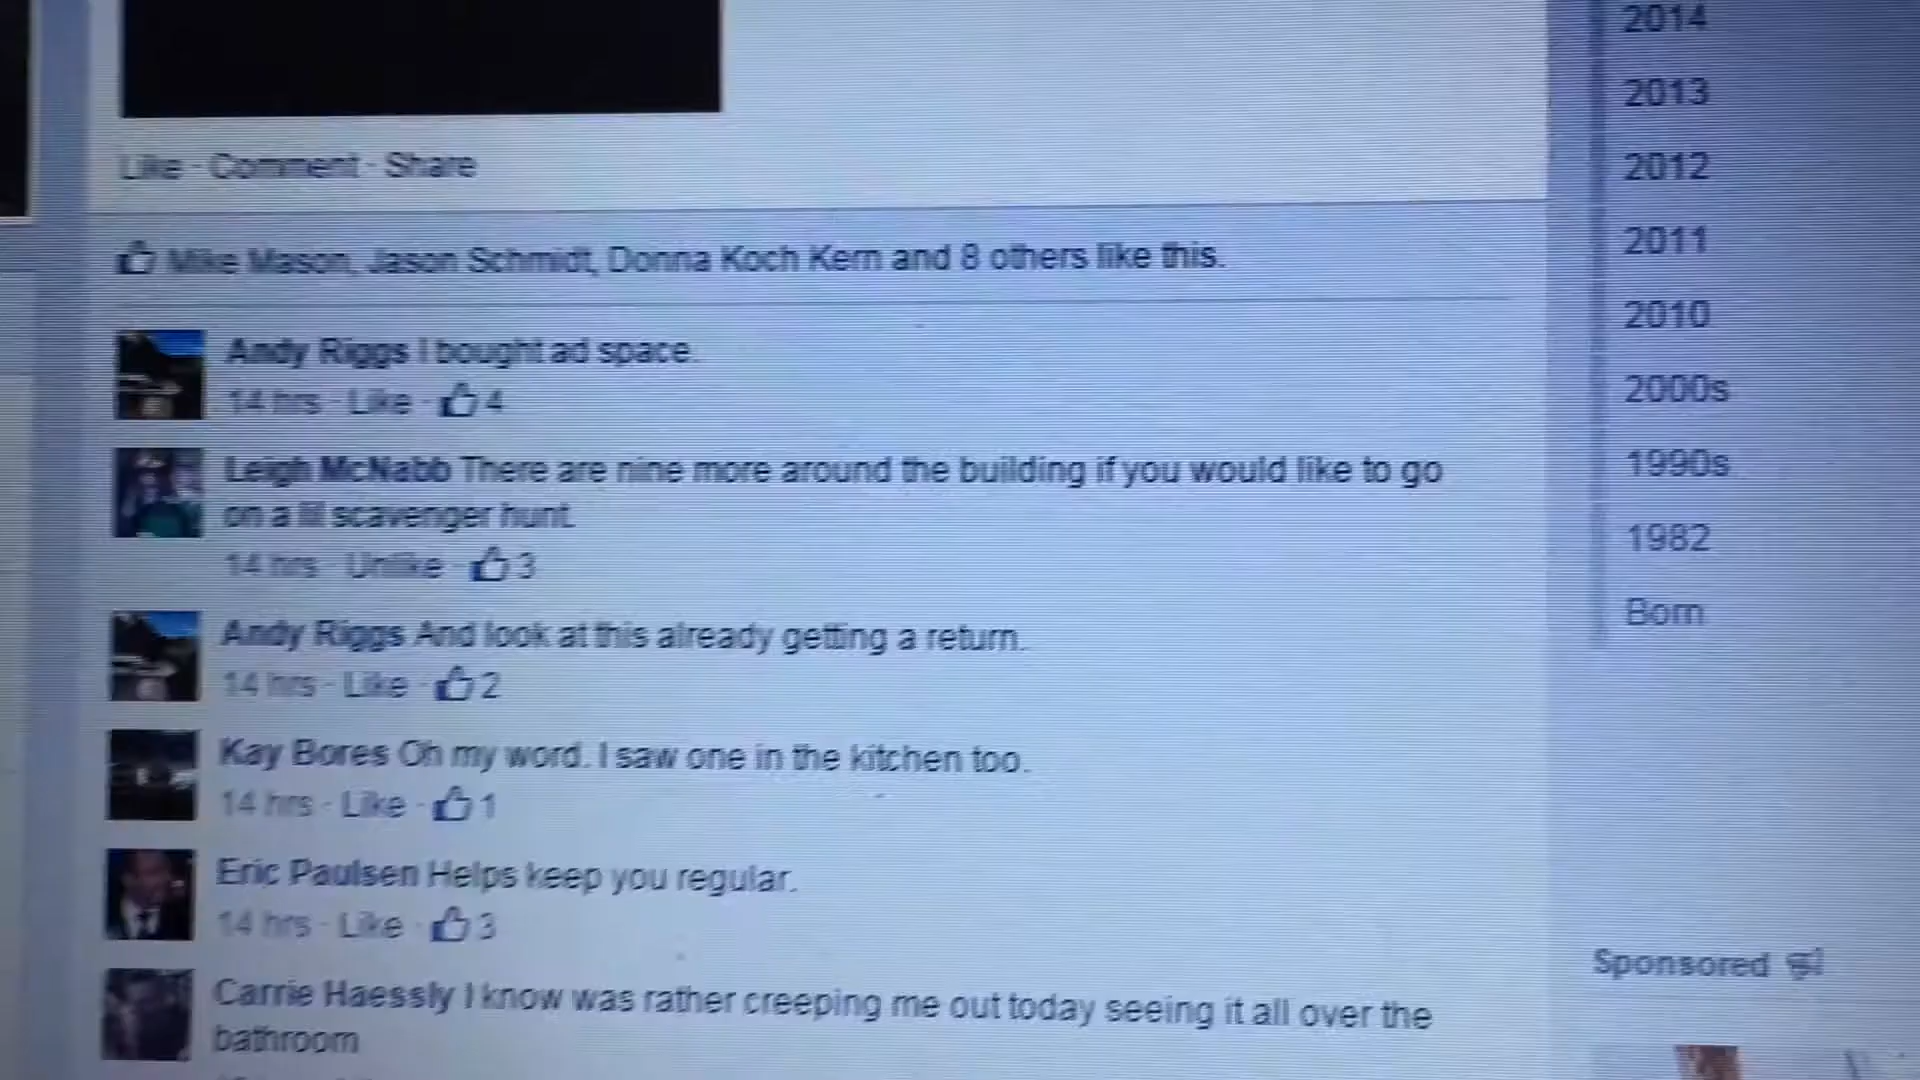 Like · Comment · Share
Mike Mason, Jason Schmidt, Donna Koch Kern and 8 others like this.
Andy Riggs I bought ad space.
14 hrs · Like · 4
Leigh McNabb There are nine more around the building if you would like to go
on a lil scavenger hunt.
14 hrs · Unlike · 3
Andy Riggs And look at this already getting a return.
14 hrs · Like · 2
Kay Bores Oh my word. I saw one in the kitchen too.
14 hrs · Like · 1
Eric Paulsen Helps keep you regular.
14 hrs · Like · 3
Carrie Haessly I know was rather creeping me out today seeing it all over the
bathroom
2014
2013
2012
2011
2010
2000s
1990s
1982
Born
Sponsored